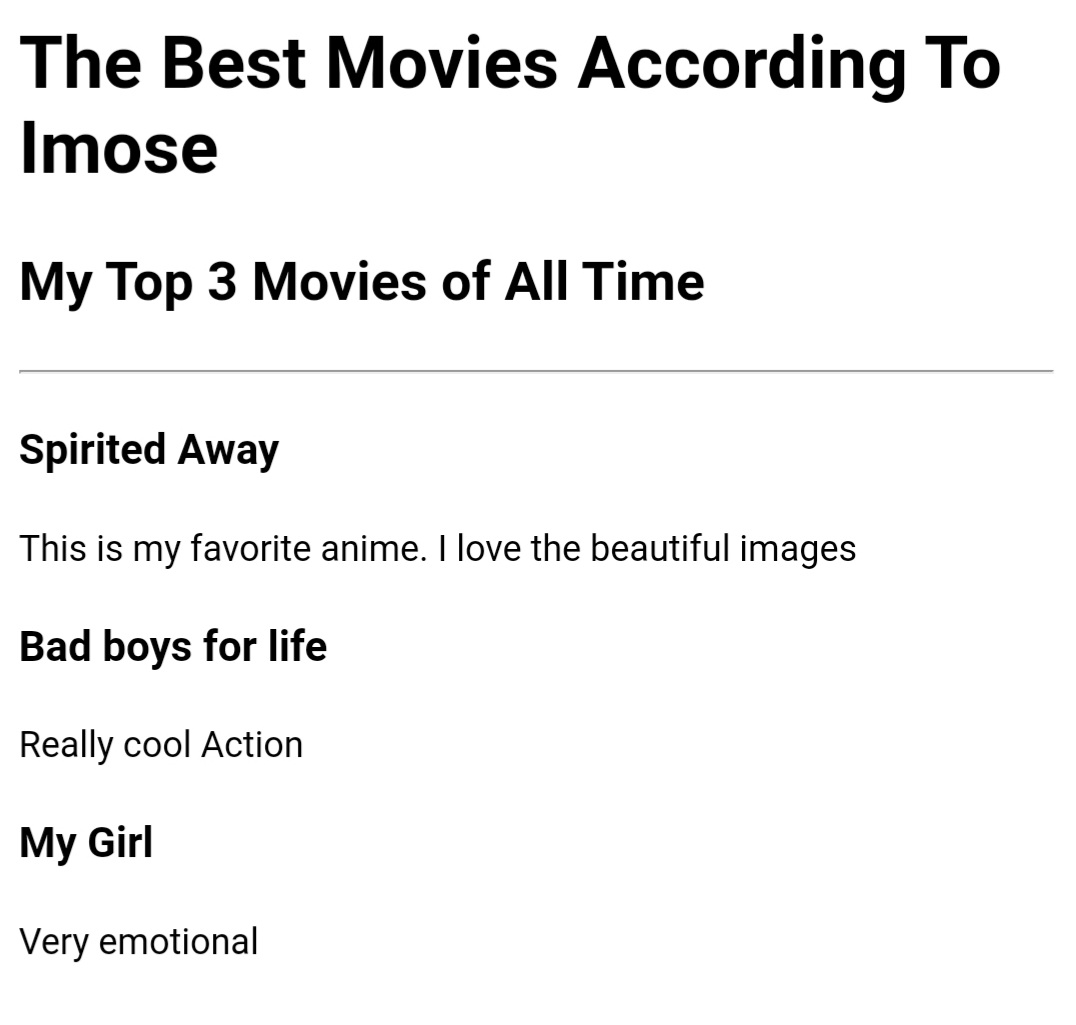 The Best Movies According To
Imose
My Top 3 Movies of All Time
Spirited Away
This is my favorite anime. I love the beautiful images
Bad boys for life
Really cool Action
My Girl
Very emotional